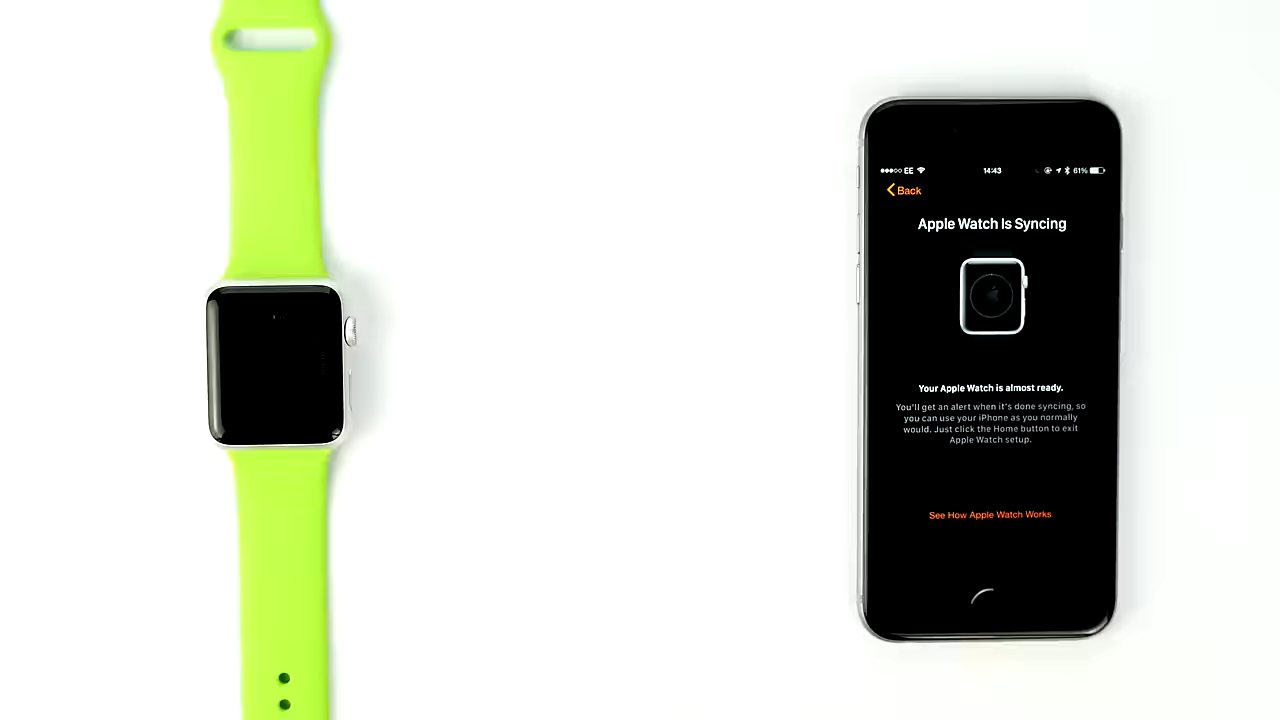 EE 14:43 61%
Back
Apple Watch Is Syncing
Your Apple Watch is almost ready.
You'll get an alert when it's done syncing, so
you can use your iPhone as you normally
would. Just click the Home button to exit
Apple Watch setup.
See How Apple Watch Works